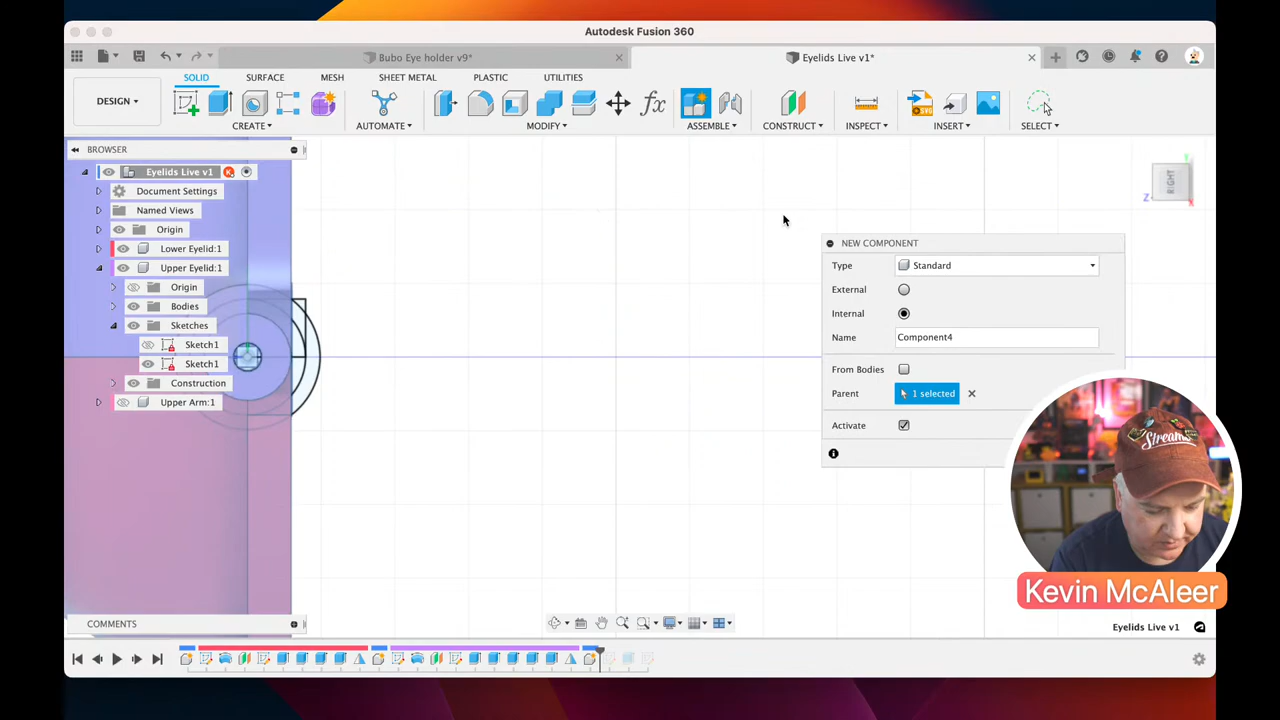 Autodesk Fusion 360
Bubo Eye holder v9*
Eyelids Live v1*
SOLID SURFACE MESH SHEET METAL PLASTIC UTILITIES
DESIGN
CREATE AUTOMATE MODIFY ASSEMBLE CONSTRUCT INSPECT INSERT SELECT
BROWSER
Eyelids Live v1
K
Document Settings
Named Views
Origin
Lower Eyelid:1
Upper Eyelid:1
Origin
Bodies
Sketches
Sketch1
Sketch1
Construction
Upper Arm:1
Y
RIGHT
Z
X
NEW COMPONENT
Type Standard
External
Internal
Name Component4
From Bodies
Parent 1 selected
Activate
Streams
Kevin McAleer
COMMENTS
Eyelids Live v1